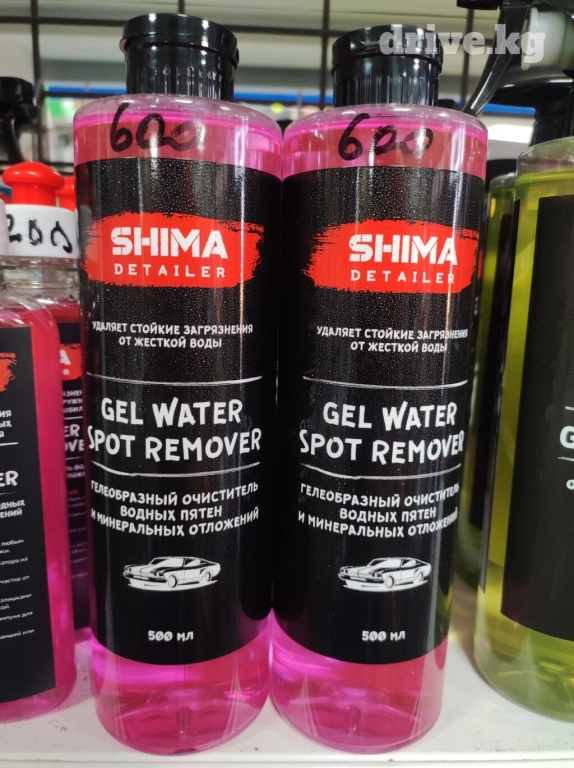 drive.kg
600
SHIMA
DETAILER
УДАЛЯЕТ СТОЙКИЕ ЗАГРЯЗНЕНИЯ
ОТ ЖЕСТКОЙ ВОДЫ
GEL WATER
SPOT REMOVER
ГЕЛЕОБРАЗНЫЙ ОЧИСТИТЕЛЬ
ВОДНЫХ ПЯТЕН
И МИНЕРАЛЬНЫХ ОТЛОЖЕНИЙ
500 МЛ
600
SHIMA
DETAILER
УДАЛЯЕТ СТОЙКИЕ ЗАГРЯЗНЕНИЯ
ОТ ЖЕСТКОЙ ВОДЫ
GEL WATER
SPOT REMOVER
ГЕЛЕОБРАЗНЫЙ ОЧИСТИТЕЛЬ
ВОДНЫХ ПЯТЕН
И МИНЕРАЛЬНЫХ ОТЛОЖЕНИЙ
500 МЛ
200